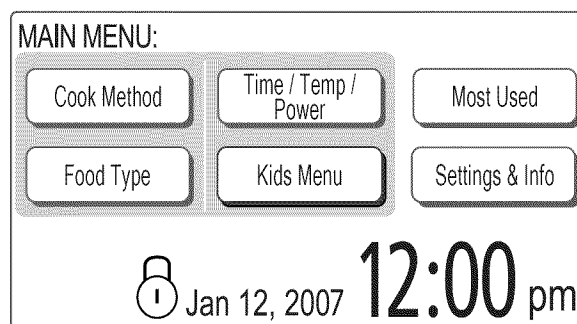 MAIN MENU:
Cook Method
Time / Temp /
Power
Most Used
Food Type
Kids Menu
Settings & Info
Jan 12, 2007 12:00 pm